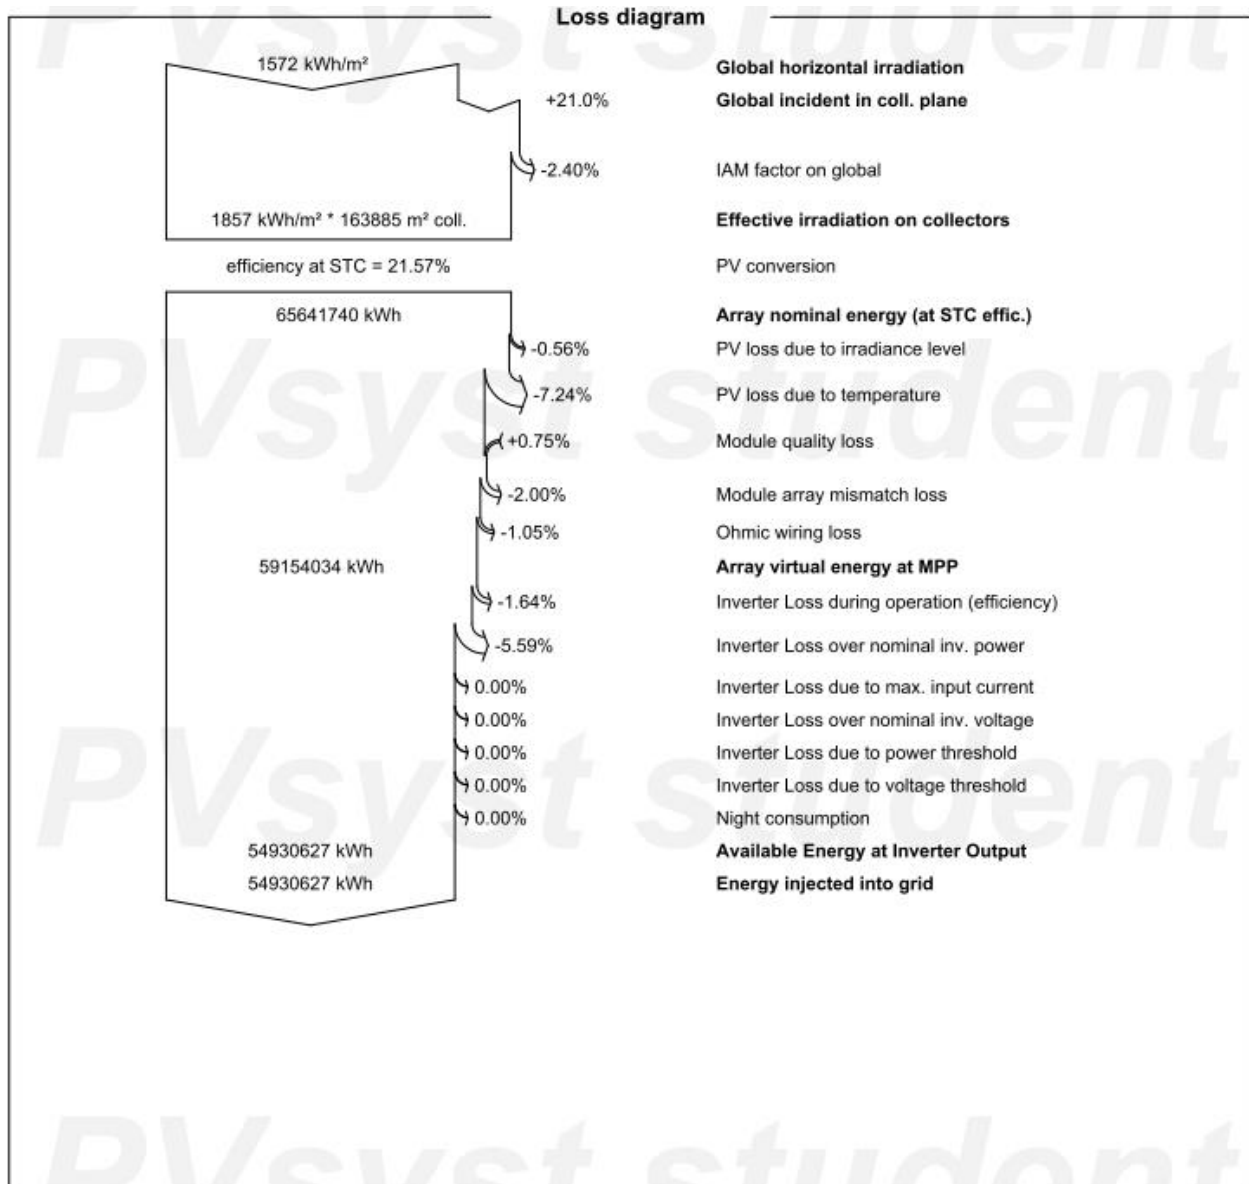 Loss diagram
1572 kWh/m² Global horizontal irradiation
+21.0% Global incident in coll. plane
-2.40% IAM factor on global
1857 kWh/m² * 163885 m² coll. Effective irradiation on collectors
efficiency at STC = 21.57% PV conversion
65641740 kWh Array nominal energy (at STC effic.)
-0.56% PV loss due to irradiance level
-7.24% PV loss due to temperature
+0.75% Module quality loss
-2.00% Module array mismatch loss
-1.05% Ohmic wiring loss
59154034 kWh Array virtual energy at MPP
-1.64% Inverter Loss during operation (efficiency)
-5.59% Inverter Loss over nominal inv. power
0.00% Inverter Loss due to max. input current
0.00% Inverter Loss over nominal inv. voltage
0.00% Inverter Loss due to power threshold
0.00% Inverter Loss due to voltage threshold
0.00% Night consumption
54930627 kWh Available Energy at Inverter Output
54930627 kWh Energy injected into grid
PVsyst student
PVsyst student
PVsyst student
PVsyst student